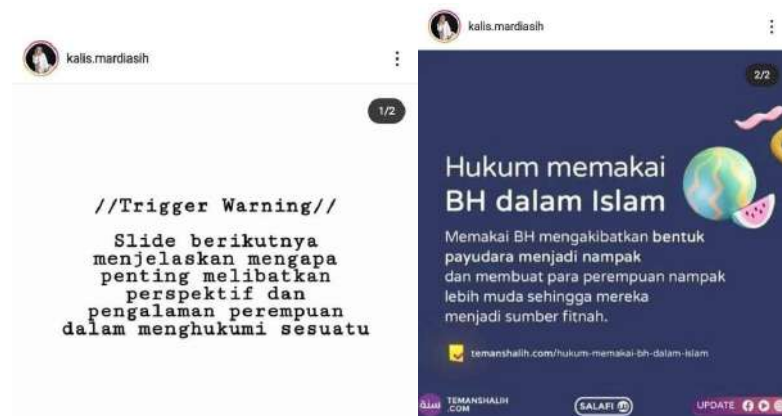 kalis.mardiasih
1/2
//Trigger Warning//
Slide berikutnya
menjelaskan mengapa
penting melibatkan
perspektif dan
pengalaman perempuan
dalam menghukumi sesuatu
kalis.mardiasih
2/2
Hukum memakai
BH dalam Islam
Memakai BH mengakibatkan bentuk
payudara menjadi nampak
dan membuat para perempuan nampak
lebih muda sehingga mereka
menjadi sumber fitnah.
temanshalih.com/hukum-memakai-bh-dalam-islam
TEMANSHALIH
.COM
SALAFI
UPDATE